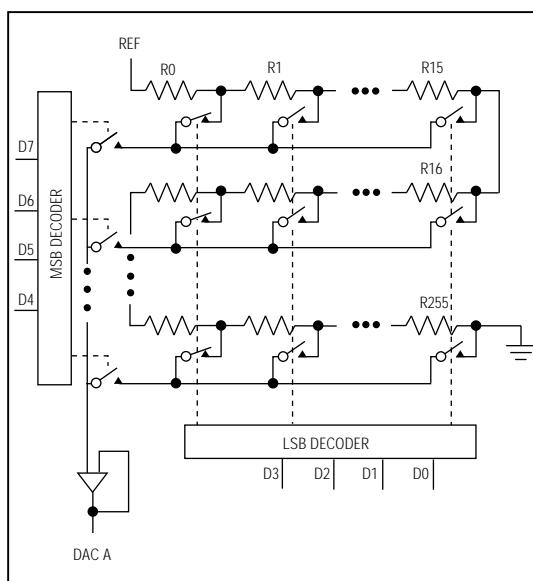 REF
R0
R1
R15
D7
D6
D5
D4
MSB DECODER
R16
R255
LSB DECODER
D3
D2
D1
D0
DAC A